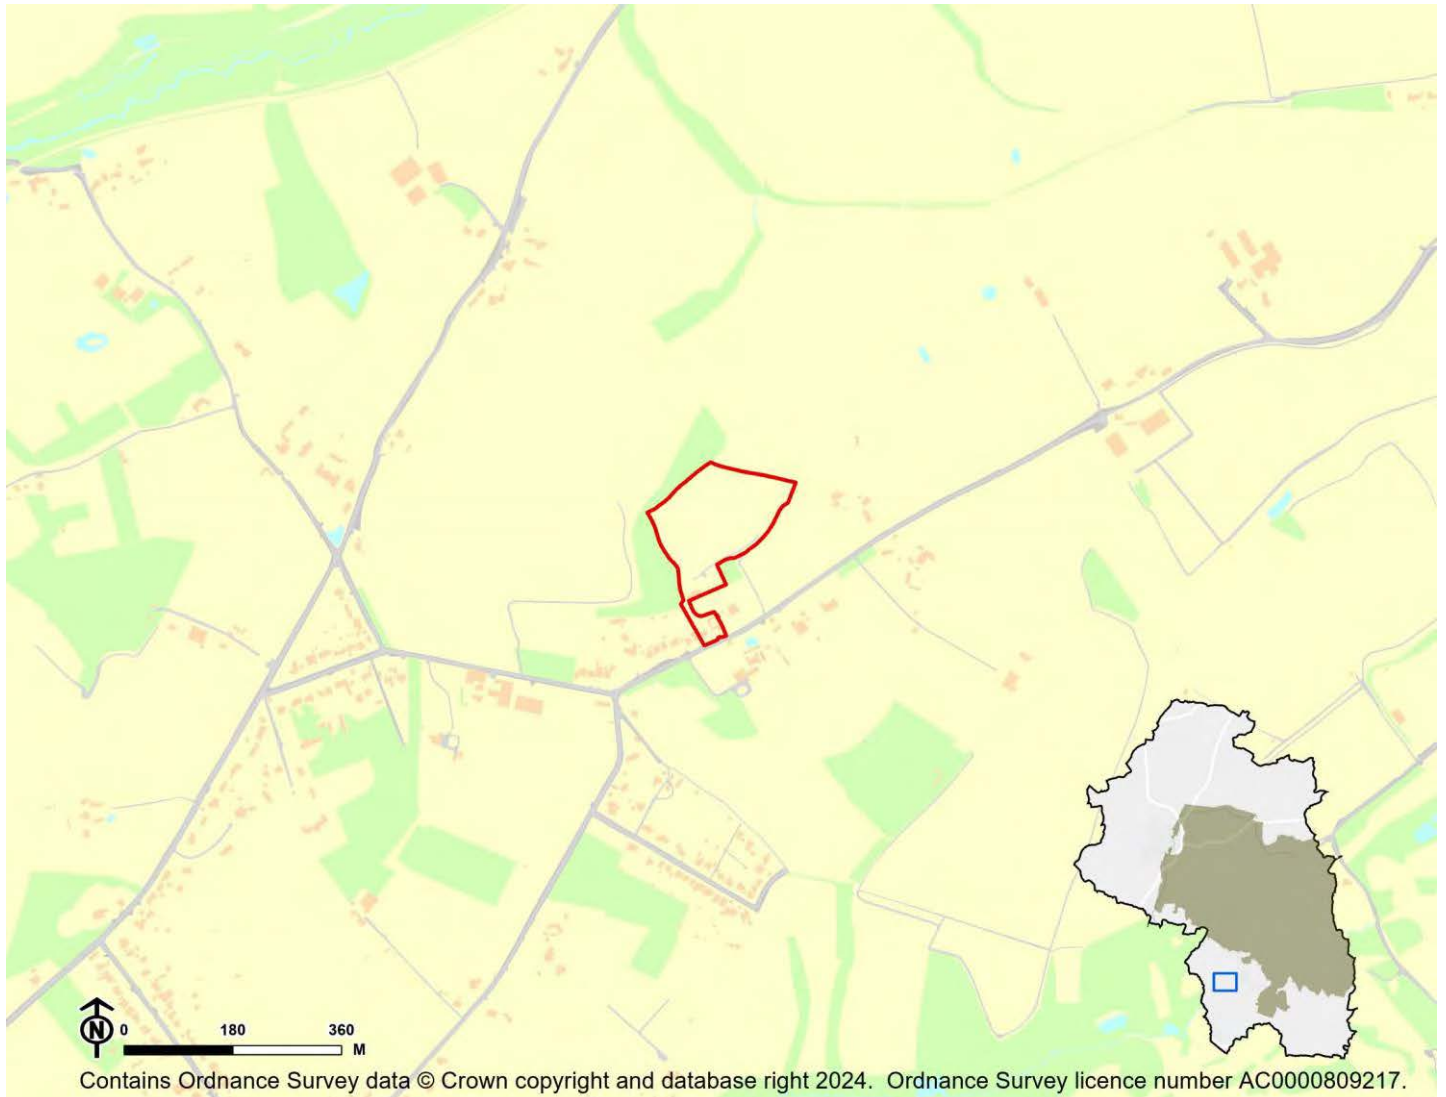 N
0 180 360
M
Contains Ordnance Survey data © Crown copyright and database right 2024. Ordnance Survey licence number AC0000809217.